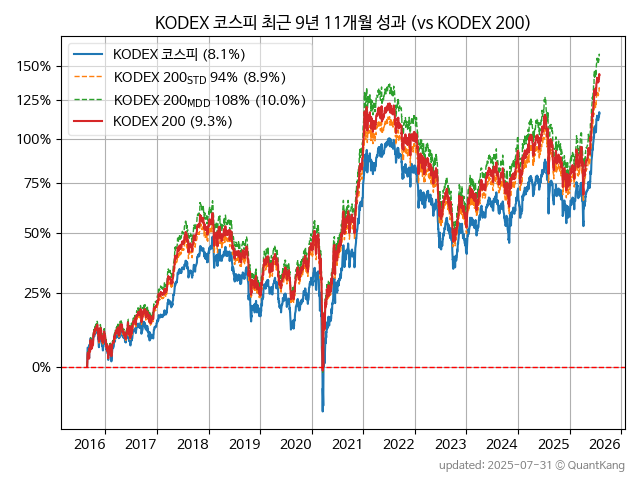 KODEX 코스피 최근 9년 11개월 성과 (vs KODEX 200)
KODEX 코스피 (8.1%)
KODEX 200STD 94% (8.9%)
KODEX 200MDD 108% (10.0%)
KODEX 200 (9.3%)
150%
125%
100%
75%
50%
25%
0%
2016 2017 2018 2019 2020 2021 2022 2023 2024 2025 2026
updated: 2025-07-31 © QuantKang